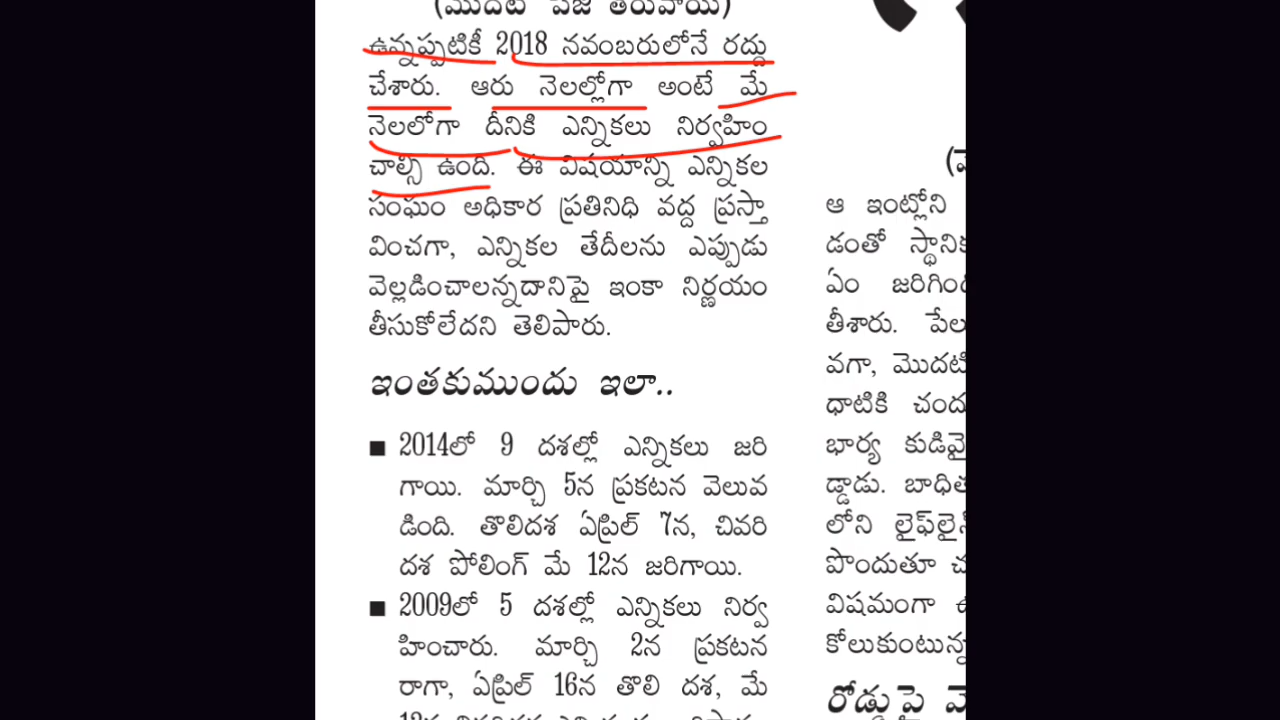 (మొదటి పేజీ తరువాయి)
ఉన్నప్పటికీ 2018 నవంబరులోనే రద్దు
చేశారు. ఆరు నెలల్లోగా అంటే మే
నెలలోగా దీనికి ఎన్నికలు నిర్వహిం
చాల్సి ఉంది. ఈ విషయాన్ని ఎన్నికల
సంఘం అధికార ప్రతినిధి వద్ద ప్రస్తా
వించగా, ఎన్నికల తేదీలను ఎప్పుడు
వెల్లడించాలన్నదానిపై ఇంకా నిర్ణయం
తీసుకోలేదని తెలిపారు.
ఇంతకుముందు ఇలా..
■ 2014లో 9 దశల్లో ఎన్నికలు జరి
గాయి. మార్చి 5న ప్రకటన వెలువ
డింది. తొలిదశ ఏప్రిల్ 7న, చివరి
దశ పోలింగ్ మే 12న జరిగాయి.
■ 2009లో 5 దశల్లో ఎన్నికలు నిర్వ
హించారు. మార్చి 2న ప్రకటన
రాగా, ఏప్రిల్ 16న తొలి దశ, మే
ఆ ఇంట్లోని
డంతో
ఏం
తీశారు.
వగా,
ధాటికి
భార్య
డ్డాడు.
లోని
పొందుతూ
విషమంగా
రోడ్డుపై